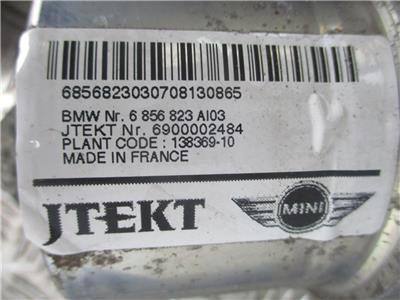 6856823030708130865
BMW Nr. 6 856 823 AI03
JTEKT Nr. 6900002484
PLANT CODE : 138369-10
MADE IN FRANCE
JTEKT
MINI